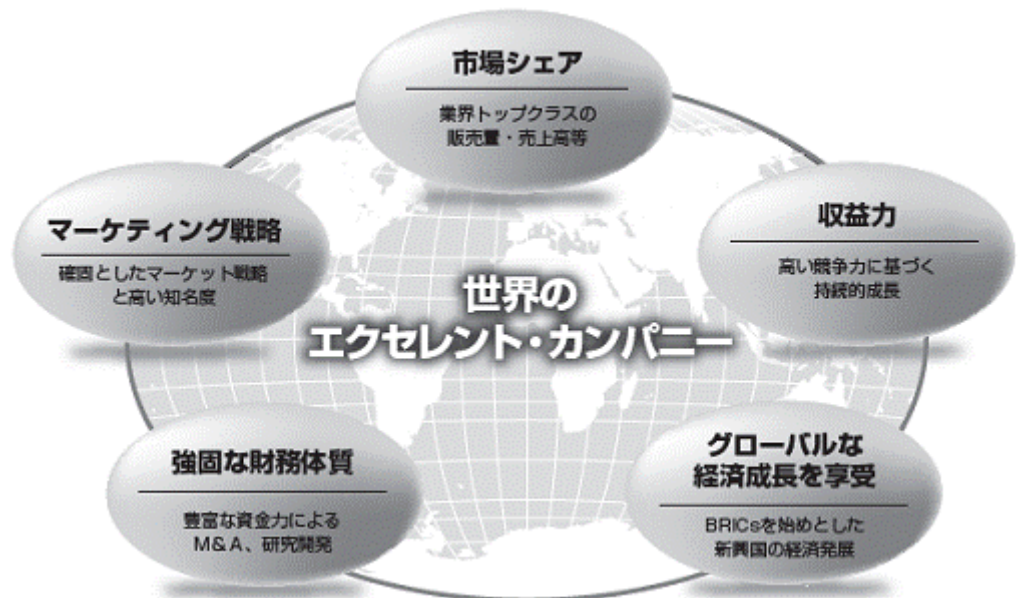 市場シェア
業界トップクラスの
販売量・売上高等
マーケティング戦略
確固としたマーケット戦略
と高い知名度
収益力
高い競争力に基づく
持続的成長
世界の
エクセレント・カンパニー
強固な財務体質
豊富な資金力による
M&A、研究開発
グローバルな
経済成長を享受
BRICsを始めとした
新興国の経済発展